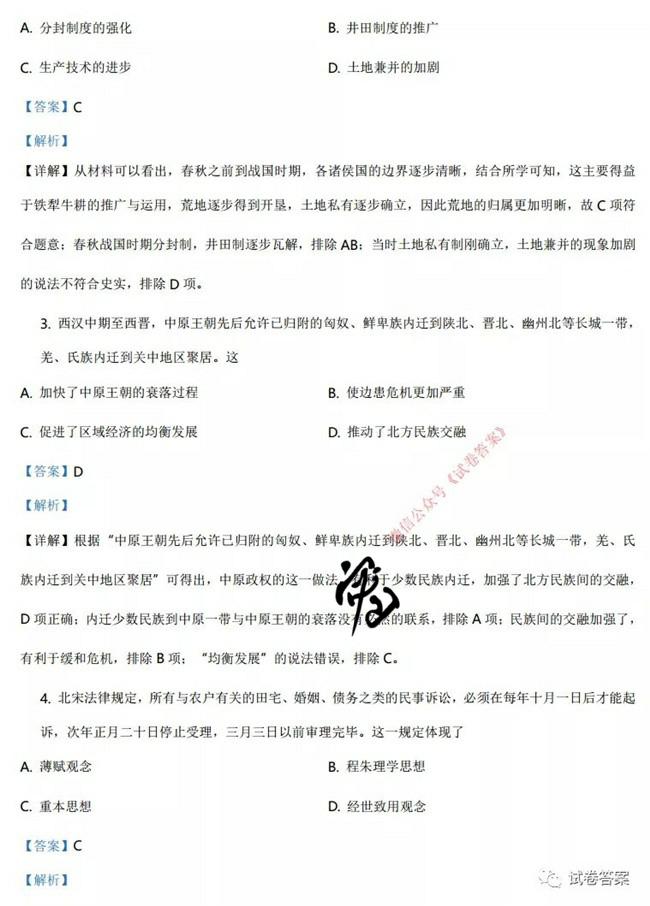 A. 分封制度的强化 B. 井田制度的推广
C. 生产技术的进步 D. 土地兼并的加剧
【答案】C
【解析】
【详解】从材料可以看出，春秋之前到战国时期，各诸侯国的边界逐步清晰，结合所学可知，这主要得益
于铁犁牛耕的推广与运用，荒地逐步得到开垦，土地私有逐步确立，因此荒地的归属更加明晰，故 C 项符
合题意；春秋战国时期分封制，井田制逐步瓦解，排除 AB；当时土地私有制刚确立，土地兼并的现象加剧
的说法不符合史实，排除 D 项。
3. 西汉中期至西晋，中原王朝先后允许已归附的匈奴、鲜卑族内迁到陕北、晋北、幽州北等长城一带，
羌、氐族内迁到关中地区聚居。这
A. 加快了中原王朝的衰落过程 B. 使边患危机更加严重
C. 促进了区域经济的均衡发展 D. 推动了北方民族交融
微信公众号《试卷答案》
【答案】D
【解析】
【详解】根据“中原王朝先后允许已归附的匈奴、鲜卑族内迁到陕北、晋北、幽州北等长城一带，羌、氐
族内迁到关中地区聚居”可得出，中原政权的这一做法，有利于少数民族内迁，加强了北方民族间的交融，
D 项正确；内迁少数民族到中原一带与中原王朝的衰落没有必然的联系，排除 A 项；民族间的交融加强了，
有利于缓和危机，排除 B 项；“均衡发展”的说法错误，排除 C。
4. 北宋法律规定，所有与农户有关的田宅、婚姻、债务之类的民事诉讼，必须在每年十月一日后才能起
诉，次年正月二十日停止受理，三月三日以前审理完毕。这一规定体现了
A. 薄赋观念 B. 程朱理学思想
C. 重本思想 D. 经世致用观念
【答案】C
【解析】
试卷答案